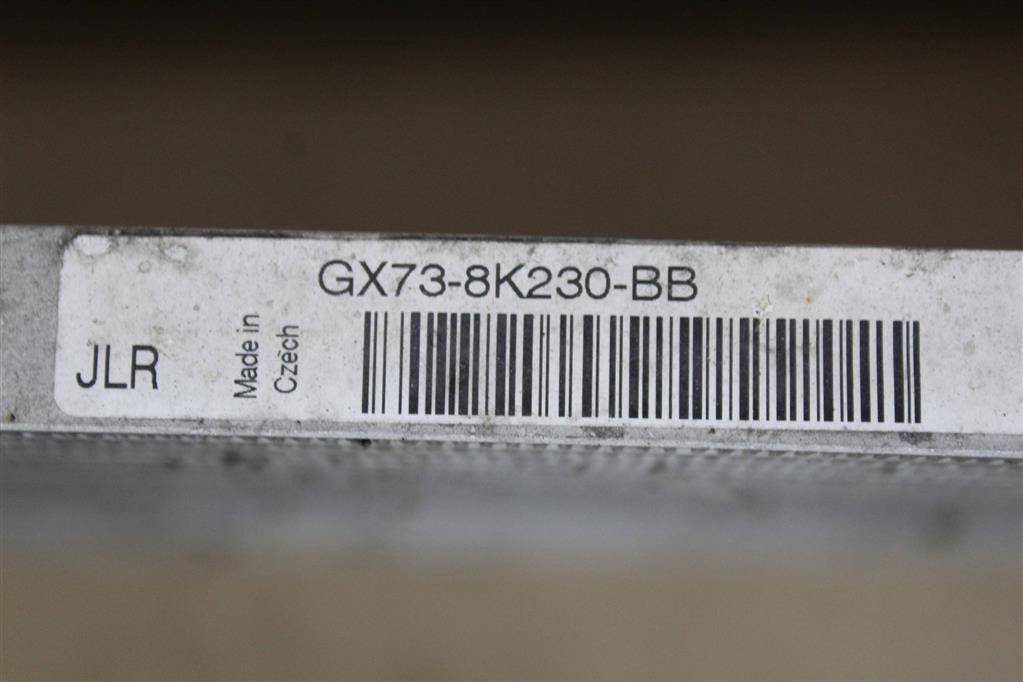 GX73-8K230-BB
JLR
Made in
Czech